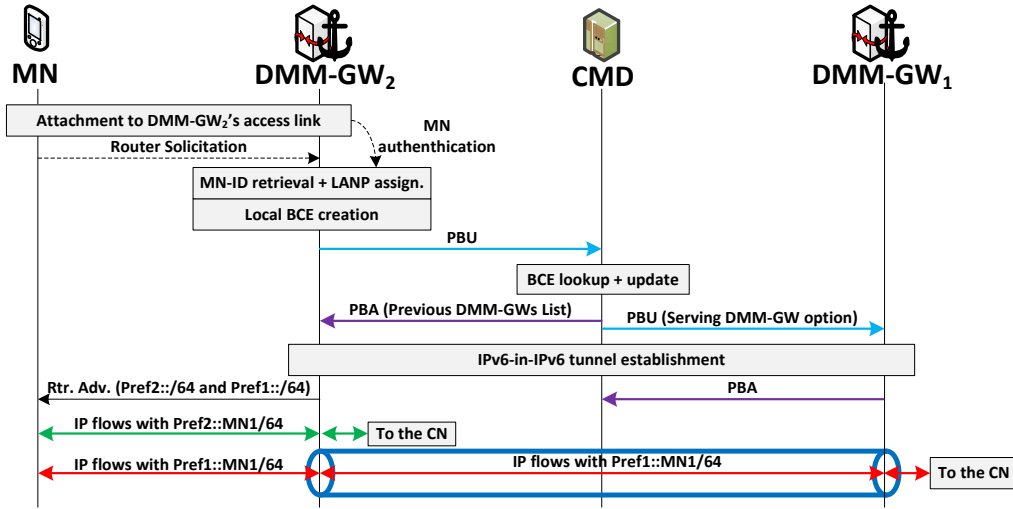 MN
DMM-GW₂
CMD
DMM-GW₁
Attachment to DMM-GW₂'s access link
MN
authenthication
Router Solicitation
MN-ID retrieval + LANP assign.
Local BCE creation
PBU
BCE lookup + update
PBA (Previous DMM-GWs List)
PBU (Serving DMM-GW option)
IPv6-in-IPv6 tunnel establishment
Rtr. Adv. (Pref2::/64 and Pref1::/64)
PBA
IP flows with Pref2::MN1/64
To the CN
IP flows with Pref1::MN1/64
IP flows with Pref1::MN1/64
To the CN